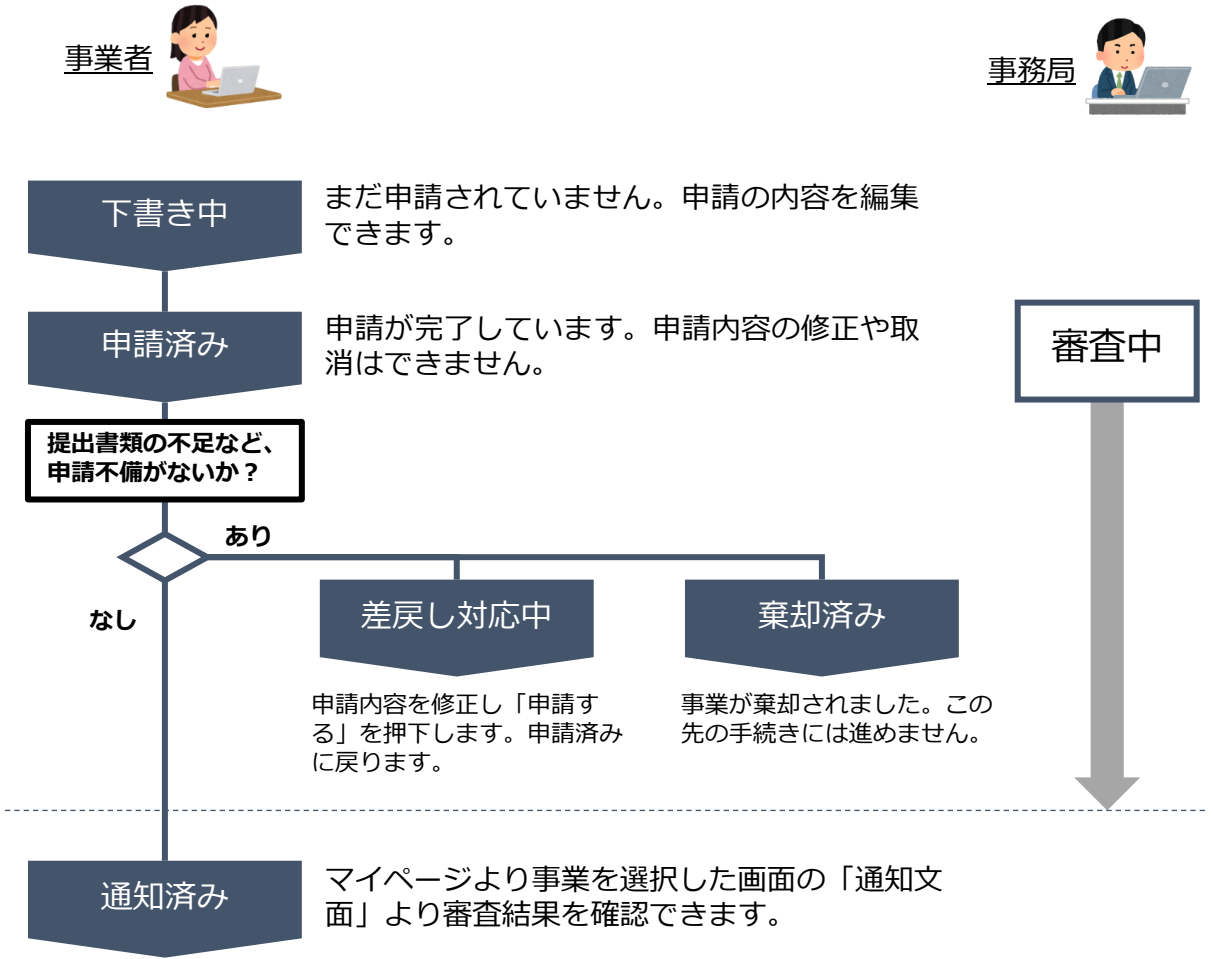 事業者
事務局
下書き中
まだ申請されていません。申請の内容を編集
できます。
申請済み
申請が完了しています。申請内容の修正や取
消はできません。
審査中
提出書類の不足など、
申請不備がないか？
あり
なし
差戻し対応中
棄却済み
申請内容を修正し「申請す
る」を押下します。申請済み
に戻ります。
事業が棄却されました。この
先の手続きには進めません。
通知済み
マイページより事業を選択した画面の「通知文
面」より審査結果を確認できます。